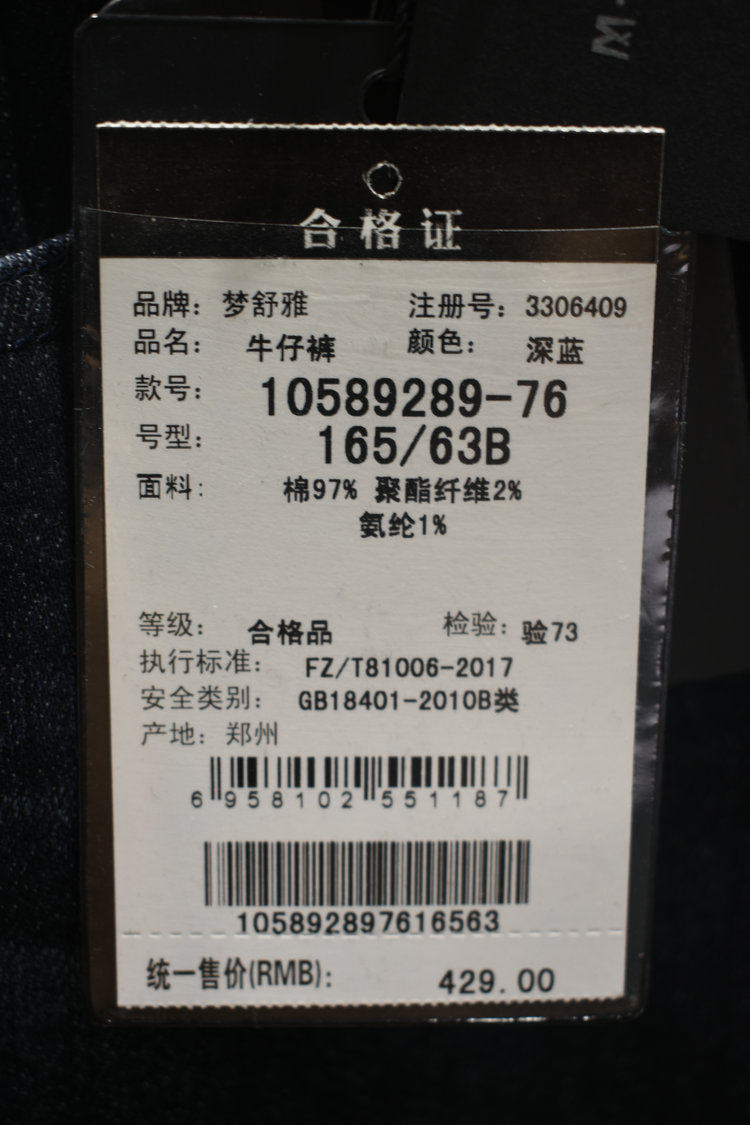 M·
合格证
品牌：梦舒雅 注册号：3306409
品名：牛仔裤 颜色：深蓝
款号：10589289-76
号型：165/63B
面料：棉97% 聚酯纤维2%
氨纶1%
等级：合格品 检验：验73
执行标准：FZ/T81006-2017
安全类别：GB18401-2010B类
产地：郑州
6 958102 551187
105892897616563
统一售价(RMB)：429.00